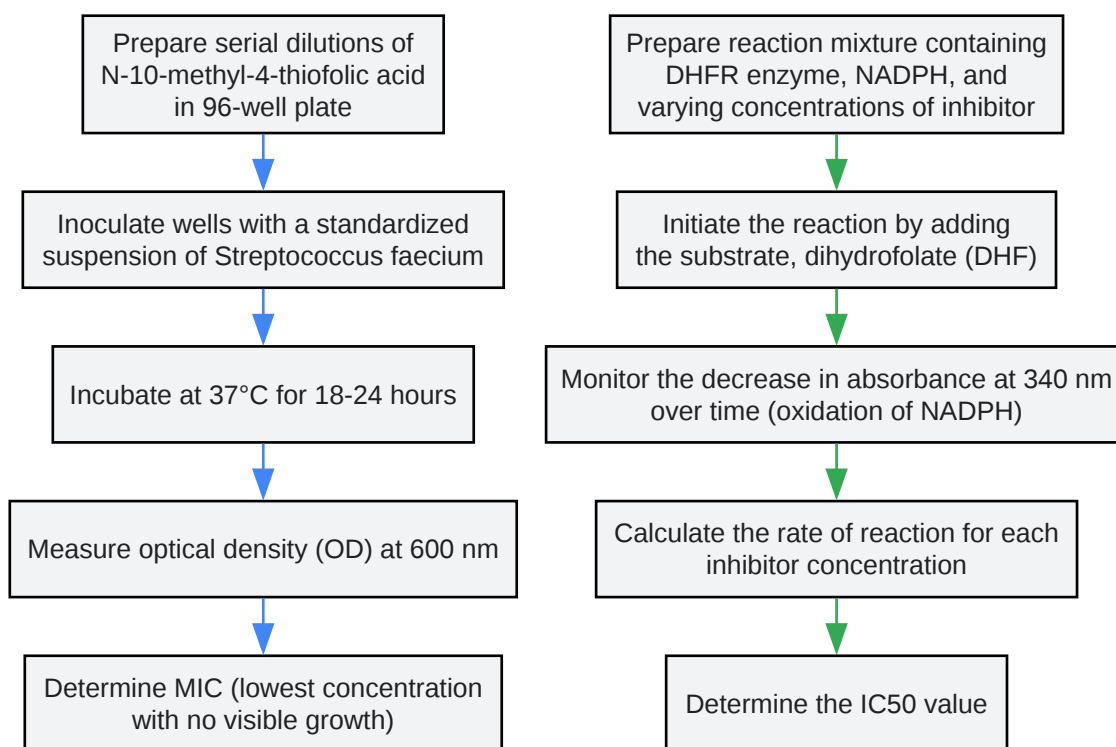 Prepare serial dilutions of
N-10-methyl-4-thiofolic acid
in 96-well plate
Inoculate wells with a standardized
suspension of Streptococcus faecium
Incubate at 37°C for 18-24 hours
Measure optical density (OD) at 600 nm
Determine MIC (lowest concentration
with no visible growth)
Prepare reaction mixture containing
DHFR enzyme, NADPH, and
varying concentrations of inhibitor
Initiate the reaction by adding
the substrate, dihydrofolate (DHF)
Monitor the decrease in absorbance at 340 nm
over time (oxidation of NADPH)
Calculate the rate of reaction for each
inhibitor concentration
Determine the IC50 value